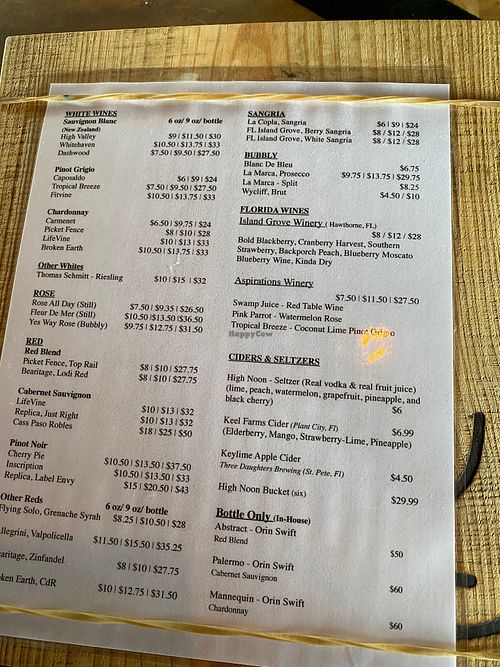 WHITE WINES
Sauvignon Blanc 6 oz/ 9 oz/ bottle
(New Zealand)
High Valley $9 | $11.50 | $30
Whitehaven $10.50 | $13.75 | $33
Dashwood $7.50 | $9.50 | $27.50
Pinot Grigio
Caposaldo $6 | $9 | $24
Tropical Breeze $7.50 | $9.50 | $27.50
Fitvine $10.50 | $13.75 | $33
Chardonnay
Carmenet $6.50 | $9.75 | $24
Picket Fence $8 | $10 | $28
LifeVine $10 | $13 | $33
Broken Earth $10.50 | $13.75 | $33
Other Whites
Thomas Schmitt - Riesling $10 | $15 | $32
ROSE
Rose All Day (Still) $7.50 | $9.35 | $26.50
Fleur De Mer (Still) $10.50 | $13.50 | $36.50
Yes Way Rose (Bubbly) $9.75 | $12.75 | $31.50
RED
Red Blend
Picket Fence, Top Rail $8 | $10 | $27.75
Bearitage, Lodi Red $8 | $10 | $27.75
Cabernet Sauvignon
LifeVine $10 | $13 | $32
Replica, Just Right $10 | $13 | $32
Cass Paso Robles $18 | $25 | $50
Pinot Noir
Cherry Pie $10.50 | $13.50 | $37.50
Inscription $10.50 | $13.50 | $33
Replica, Label Envy $15 | $20.50 | $43
Other Reds 6 oz/ 9 oz/ bottle
Flying Solo, Grenache Syrah $8.25 | $10.50 | $28
llegrini, Valpolicella $11.50 | $15.50 | $35.25
earitage, Zinfandel $8 | $10 | $27.75
ken Earth, CdR $10 | $12.75 | $31.50
SANGRIA
La Copla, Sangria $6 | $9 | $24
FL Island Grove, Berry Sangria $8 / $12 / $28
FL Island Grove, White Sangria $8 / $12 / $28
BUBBLY
Blanc De Bleu $6.75
La Marca, Prosecco $9.75 | $13.75 | $29.75
La Marca - Split $8.25
Wycliff, Brut $4.50 / $10
FLORIDA WINES
Island Grove Winery ( Hawthorne, FL)
$8 / $12 / $28
Bold Blackberry, Cranberry Harvest, Southern
Strawberry, Backporch Peach, Blueberry Moscato
Blueberry Wine, Kinda Dry
Aspirations Winery
$7.50 | $11.50 | $27.50
Swamp Juice - Red Table Wine
Pink Parrot - Watermelon Rose
Tropical Breeze - Coconut Lime Pinot Grigio
HappyCow
CIDERS & SELTZERS
High Noon - Seltzer (Real vodka & real fruit juice)
(lime, peach, watermelon, grapefruit, pineapple, and
black cherry) $6
Keel Farms Cider (Plant City, Fl) $6.99
(Elderberry, Mango, Strawberry-Lime, Pineapple)
Keylime Apple Cider
Three Daughters Brewing (St. Pete, Fl) $4.50
High Noon Bucket (six) $29.99
Bottle Only (In-House)
Abstract - Orin Swift
Red Blend $50
Palermo - Orin Swift
Cabernet Sauvignon $60
Mannequin - Orin Swift
Chardonnay $60